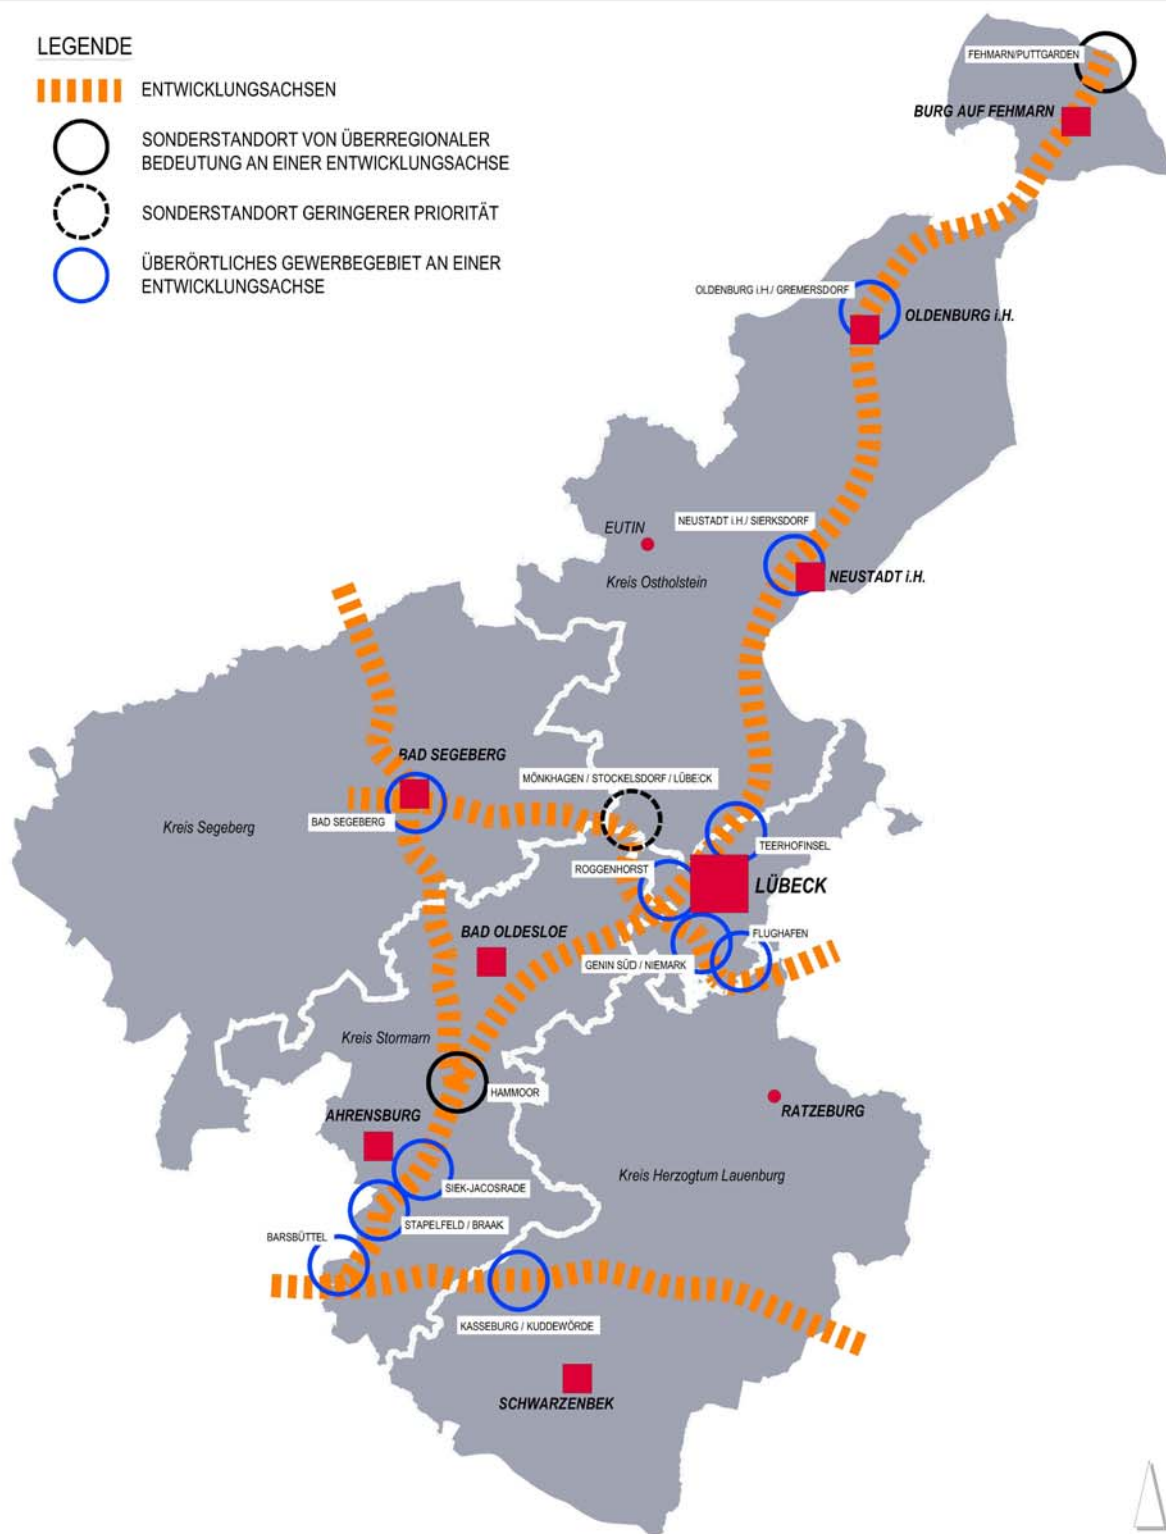 LEGENDE
ENTWICKLUNGSACHSEN
SONDERSTANDORT VON ÜBERREGIONALER
BEDEUTUNG AN EINER ENTWICKLUNGSACHSE
SONDERSTANDORT GERINGERER PRIORITÄT
ÜBERÖRTLICHES GEWERBEGEBIET AN EINER
ENTWICKLUNGSACHSE
FEHMARN/PUTTGARDEN
BURG AUF FEHMARN
OLDENBURG i.H./ GREMERSDORF
OLDENBURG i.H.
NEUSTADT i.H./ SIERKSDORF
EUTIN
NEUSTADT i.H.
Kreis Ostholstein
BAD SEGEBERG
MÖNKHAGEN / STOCKELSDORF / LÜBECK
BAD SEGEBERG
Kreis Segeberg
TEERHOFINSEL
ROGGENHORST
LÜBECK
BAD OLDESLOE
FLUGHAFEN
GENIN SÜD / NIEMARK
Kreis Stormarn
HAMMOOR
AHRENSBURG
RATZEBURG
Kreis Herzogtum Lauenburg
SIEK-JACOSRADE
STAPELFELD / BRAAK
BARSBÜTTEL
KASSEBURG / KUDDEWÖRDE
SCHWARZENBEK